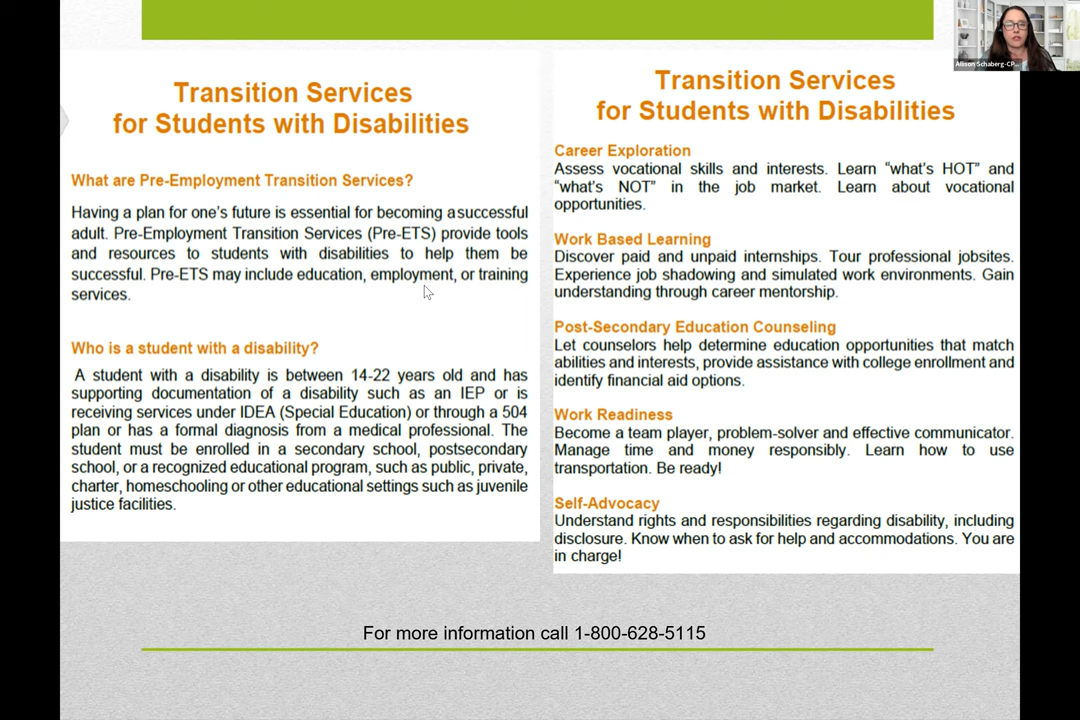 Transition Services
for Students with Disabilities
What are Pre-Employment Transition Services?
Having a plan for one's future is essential for becoming a successful
adult. Pre-Employment Transition Services (Pre-ETS) provide tools
and resources to students with disabilities to help them be
successful. Pre-ETS may include education, employment, or training
services.
Who is a student with a disability?
A student with a disability is between 14-22 years old and has
supporting documentation of a disability such as an IEP or is
receiving services under IDEA (Special Education) or through a 504
plan or has a formal diagnosis from a medical professional. The
student must be enrolled in a secondary school, postsecondary
school, or a recognized educational program, such as public, private,
charter, homeschooling or other educational settings such as juvenile
justice facilities.
Transition Services
for Students with Disabilities
Career Exploration
Assess vocational skills and interests. Learn “what's HOT” and
“what's NOT” in the job market. Learn about vocational
opportunities.
Work Based Learning
Discover paid and unpaid internships. Tour professional jobsites.
Experience job shadowing and simulated work environments. Gain
understanding through career mentorship.
Post-Secondary Education Counseling
Let counselors help determine education opportunities that match
abilities and interests, provide assistance with college enrollment and
identify financial aid options.
Work Readiness
Become a team player, problem-solver and effective communicator.
Manage time and money responsibly. Learn how to use
transportation. Be ready!
Self-Advocacy
Understand rights and responsibilities regarding disability, including
disclosure. Know when to ask for help and accommodations. You are
in charge!
For more information call 1-800-628-5115
Allison Schaberg-CP...